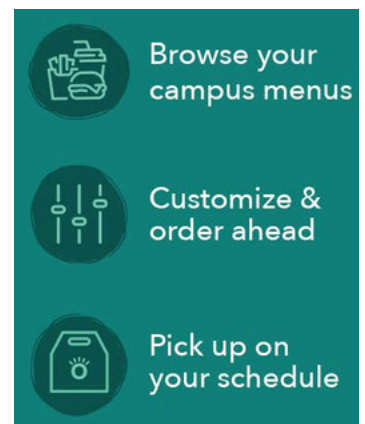 Browse your
campus menus
Customize &
order ahead
Pick up on
your schedule